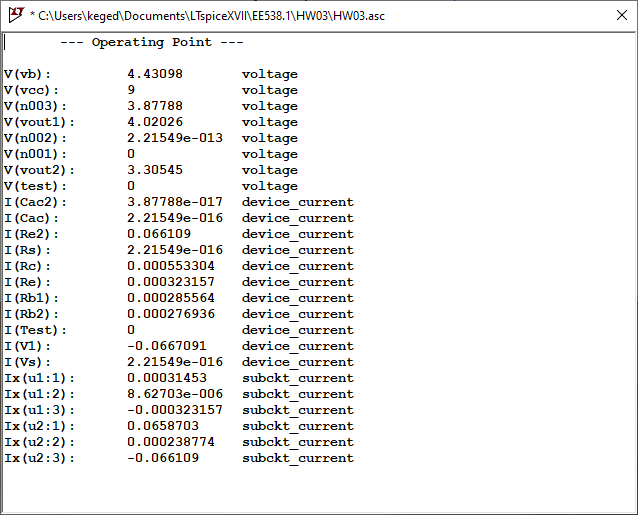 * C:\Users\keged\Documents\LTspiceXVII\EE538.1\HW03\HW03.asc
--- Operating Point ---
V(vb): 4.43098 voltage
V(vcc): 9 voltage
V(n003): 3.87788 voltage
V(vout1): 4.02026 voltage
V(n002): 2.21549e-013 voltage
V(n001): 0 voltage
V(vout2): 3.30545 voltage
V(test): 0 voltage
I(Cac2): 3.87788e-017 device_current
I(Cac): 2.21549e-016 device_current
I(Re2): 0.066109 device_current
I(Rs): 2.21549e-016 device_current
I(Rc): 0.000553304 device_current
I(Re): 0.000323157 device_current
I(Rb1): 0.000285564 device_current
I(Rb2): 0.000276936 device_current
I(Test): 0 device_current
I(V1): -0.0667091 device_current
I(Vs): 2.21549e-016 device_current
Ix(u1:1): 0.00031453 subckt_current
Ix(u1:2): 8.62703e-006 subckt_current
Ix(u1:3): -0.000323157 subckt_current
Ix(u2:1): 0.0658703 subckt_current
Ix(u2:2): 0.000238774 subckt_current
Ix(u2:3): -0.066109 subckt_current